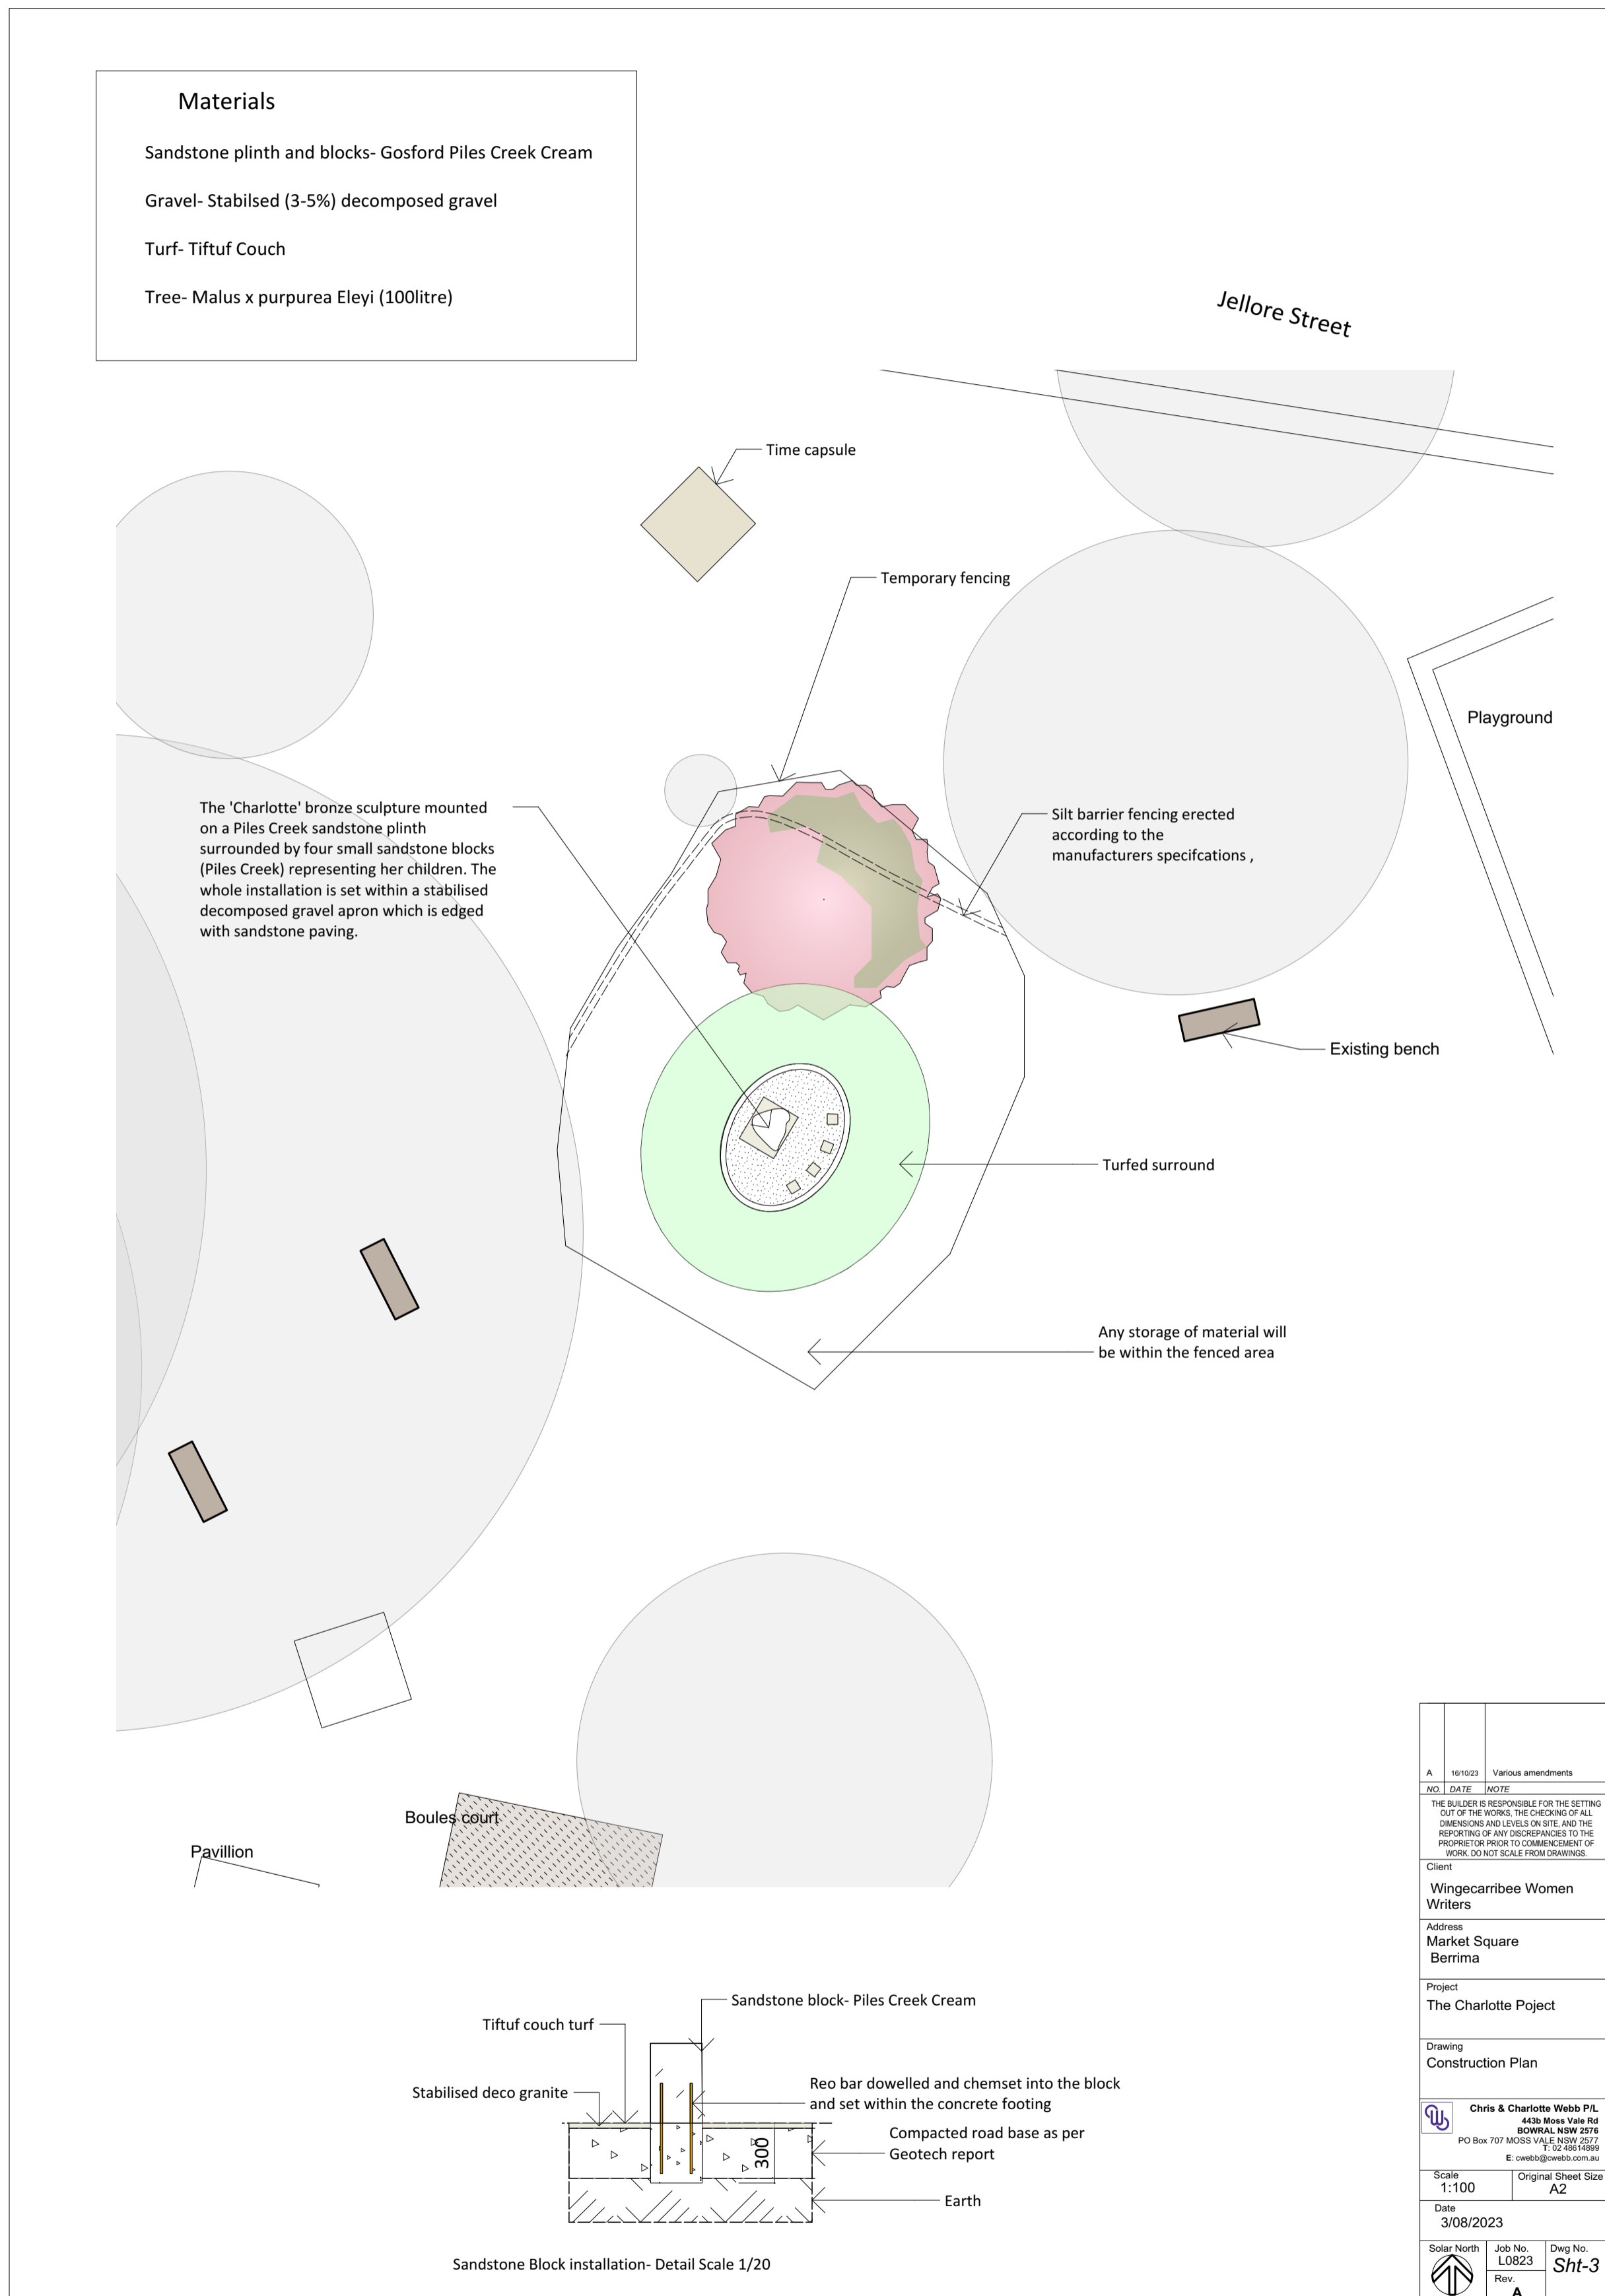 Materials
Sandstone plinth and blocks- Gosford Piles Creek Cream
Gravel- Stabilsed (3-5%) decomposed gravel
Turf- Tiftuf Couch
Tree- Malus x purpurea Eleyi (100litre)
Jellore Street
Time capsule
Temporary fencing
Playground
The 'Charlotte' bronze sculpture mounted
on a Piles Creek sandstone plinth
surrounded by four small sandstone blocks
(Piles Creek) representing her children. The
whole installation is set within a stabilised
decomposed gravel apron which is edged
with sandstone paving.
Silt barrier fencing erected
according to the
manufacturers specifcations ,
Existing bench
Turfed surround
Any storage of material will
be within the fenced area
Boules court
Pavillion
Sandstone block- Piles Creek Cream
Tiftuf couch turf
Stabilised deco granite
Reo bar dowelled and chemset into the block
and set within the concrete footing
Compacted road base as per
Geotech report
300
Earth
Sandstone Block installation- Detail Scale 1/20
A 16/10/23 Various amendments
NO. DATE NOTE
THE BUILDER IS RESPONSIBLE FOR THE SETTING
OUT OF THE WORKS, THE CHECKING OF ALL
DIMENSIONS AND LEVELS ON SITE, AND THE
REPORTING OF ANY DISCREPANCIES TO THE
PROPRIETOR PRIOR TO COMMENCEMENT OF
WORK. DO NOT SCALE FROM DRAWINGS.
Client
Wingecarribee Women
Writers
Address
Market Square
Berrima
Project
The Charlotte Poject
Drawing
Construction Plan
Chris & Charlotte Webb P/L
443b Moss Vale Rd
BOWRAL NSW 2576
PO Box 707 MOSS VALE NSW 2577
T: 02 48614899
E: cwebb@cwebb.com.au
Scale
1:100
Original Sheet Size
A2
Date
3/08/2023
Solar North
Job No.
L0823
Dwg No.
Sht-3
Rev.
A